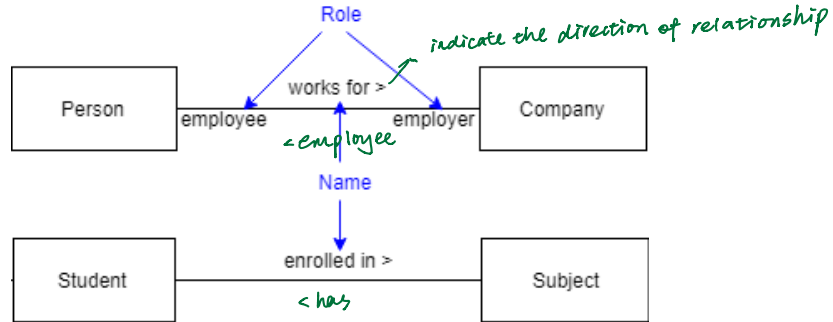 Role
indicate the direction of relationship
works for >
Person
Company
employee
employer
< employee
Name
enrolled in >
Student
Subject
< has